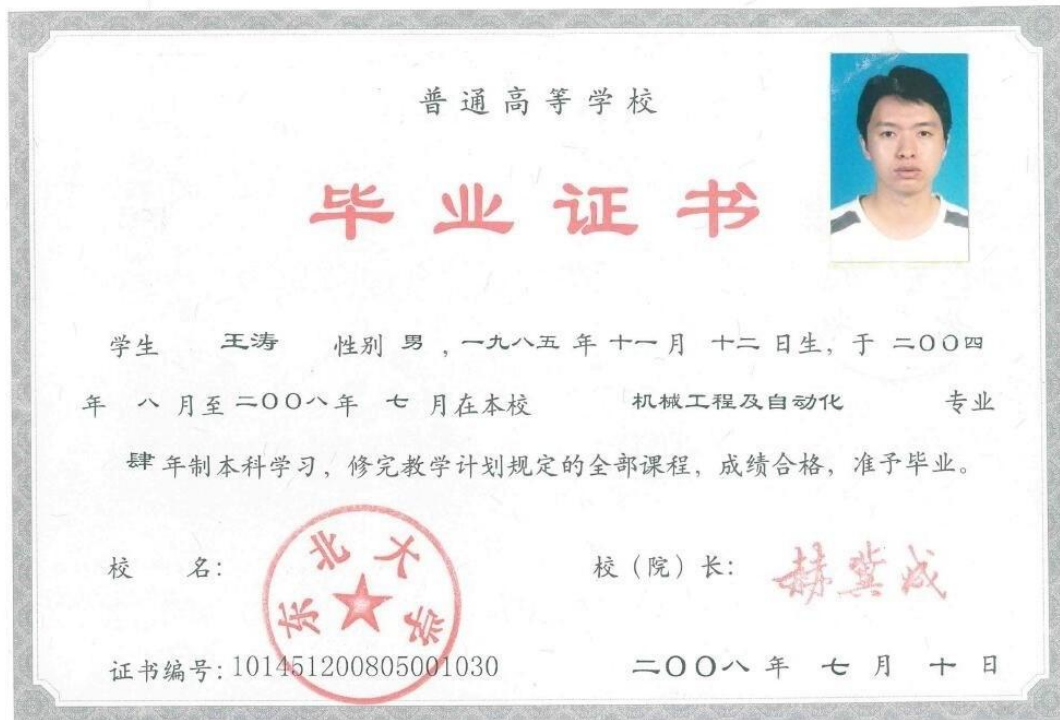 普通高等学校
毕业证书
学生 王涛 性别 男 ,一九八五 年 十一 月 十二 日生, 于 二〇〇四
年 八 月至 二〇〇八 年 七 月在本校 机械工程及自动化 专业
肆 年制本科学习, 修完教学计划规定的全部课程, 成绩合格, 准予毕业。
东北大学
校 名: 校 (院) 长: 赫冀成
证书编号: 101451200805001030 二〇〇八 年 七 月 十 日